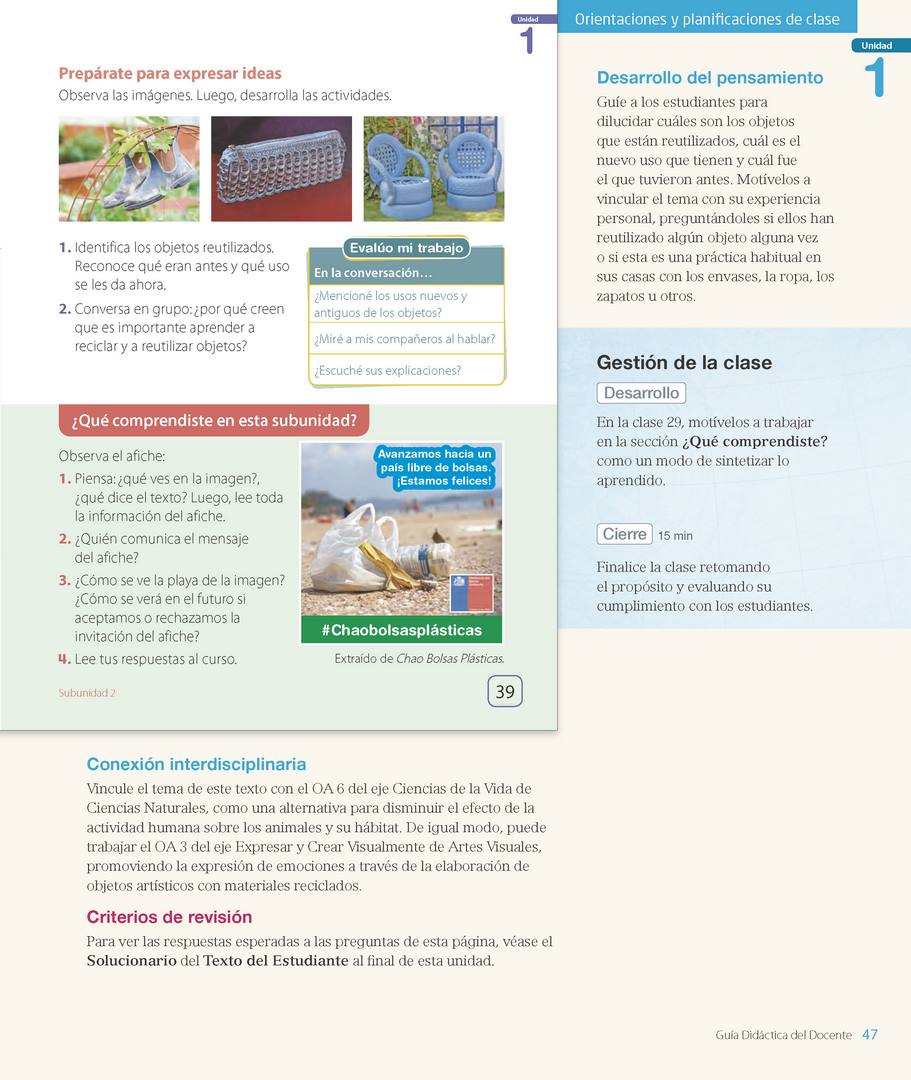 Unidad
1
Prepárate para expresar ideas
Observa las imágenes. Luego, desarrolla las actividades.
1. Identifica los objetos reutilizados.
Reconoce qué eran antes y qué uso
se les da ahora.
2. Conversa en grupo: ¿por qué creen
que es importante aprender a
reciclar y a reutilizar objetos?
Evalúo mi trabajo
En la conversación…
¿Mencioné los usos nuevos y
antiguos de los objetos?
¿Miré a mis compañeros al hablar?
¿Escuché sus explicaciones?
¿Qué comprendiste en esta subunidad?
Observa el afiche:
1. Piensa: ¿qué ves en la imagen?,
¿qué dice el texto? Luego, lee toda
la información del afiche.
2. ¿Quién comunica el mensaje
del afiche?
3. ¿Cómo se ve la playa de la imagen?
¿Cómo se verá en el futuro si
aceptamos o rechazamos la
invitación del afiche?
4. Lee tus respuestas al curso.
Avanzamos hacia un
país libre de bolsas.
¡Estamos felices!
#Chaobolsasplásticas
Extraído de Chao Bolsas Plásticas.
Subunidad 2
39
Orientaciones y planificaciones de clase
Unidad
1
Desarrollo del pensamiento
Guíe a los estudiantes para
dilucidar cuáles son los objetos
que están reutilizados, cuál es el
nuevo uso que tienen y cuál fue
el que tuvieron antes. Motívelos a
vincular el tema con su experiencia
personal, preguntándoles si ellos han
reutilizado algún objeto alguna vez
o si esta es una práctica habitual en
sus casas con los envases, la ropa, los
zapatos u otros.
Gestión de la clase
Desarrollo
En la clase 29, motívelos a trabajar
en la sección ¿Qué comprendiste?
como un modo de sintetizar lo
aprendido.
Cierre 15 min
Finalice la clase retomando
el propósito y evaluando su
cumplimiento con los estudiantes.
Conexión interdisciplinaria
Vincule el tema de este texto con el OA 6 del eje Ciencias de la Vida de
Ciencias Naturales, como una alternativa para disminuir el efecto de la
actividad humana sobre los animales y su hábitat. De igual modo, puede
trabajar el OA 3 del eje Expresar y Crear Visualmente de Artes Visuales,
promoviendo la expresión de emociones a través de la elaboración de
objetos artísticos con materiales reciclados.
Criterios de revisión
Para ver las respuestas esperadas a las preguntas de esta página, véase el
Solucionario del Texto del Estudiante al final de esta unidad.
Guía Didáctica del Docente 47